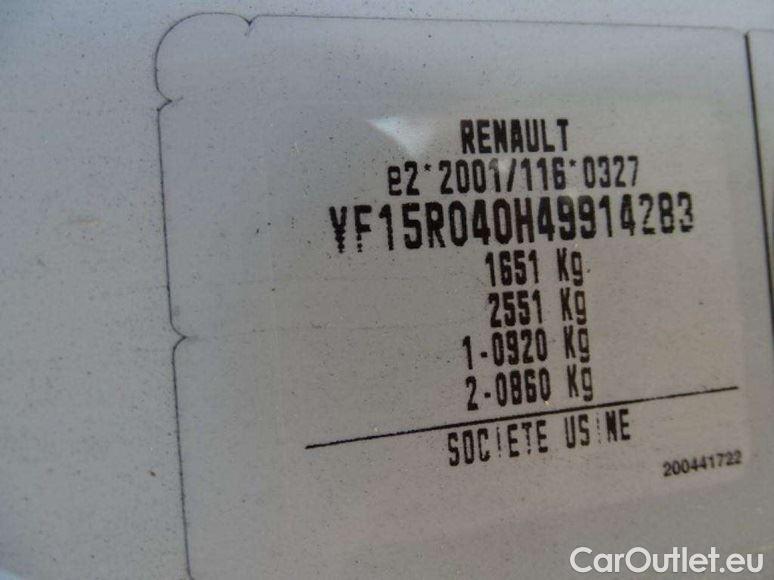 RENAULT
e2*2001/116*0327
VF15R040H49914283
1651 Kg
2551 Kg
1-0920 Kg
2-0860 Kg
SOCIETE USINE
200441722
CarOutlet.eu